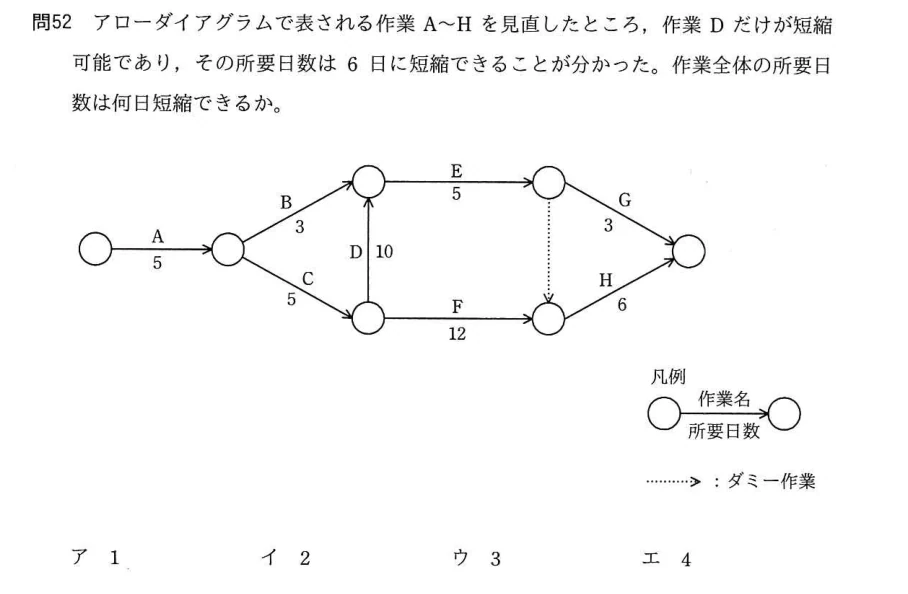 問52 アローダイアグラムで表される作業 A～H を見直したところ，作業 D だけが短縮
可能であり，その所要日数は 6 日に短縮できることが分かった。作業全体の所要日
数は何日短縮できるか。
E
5
B
3
G
3
A
5
D 10
C
5
H
6
F
12
凡例
作業名
所要日数
：ダミー作業
ア 1 イ 2 ウ 3 エ 4